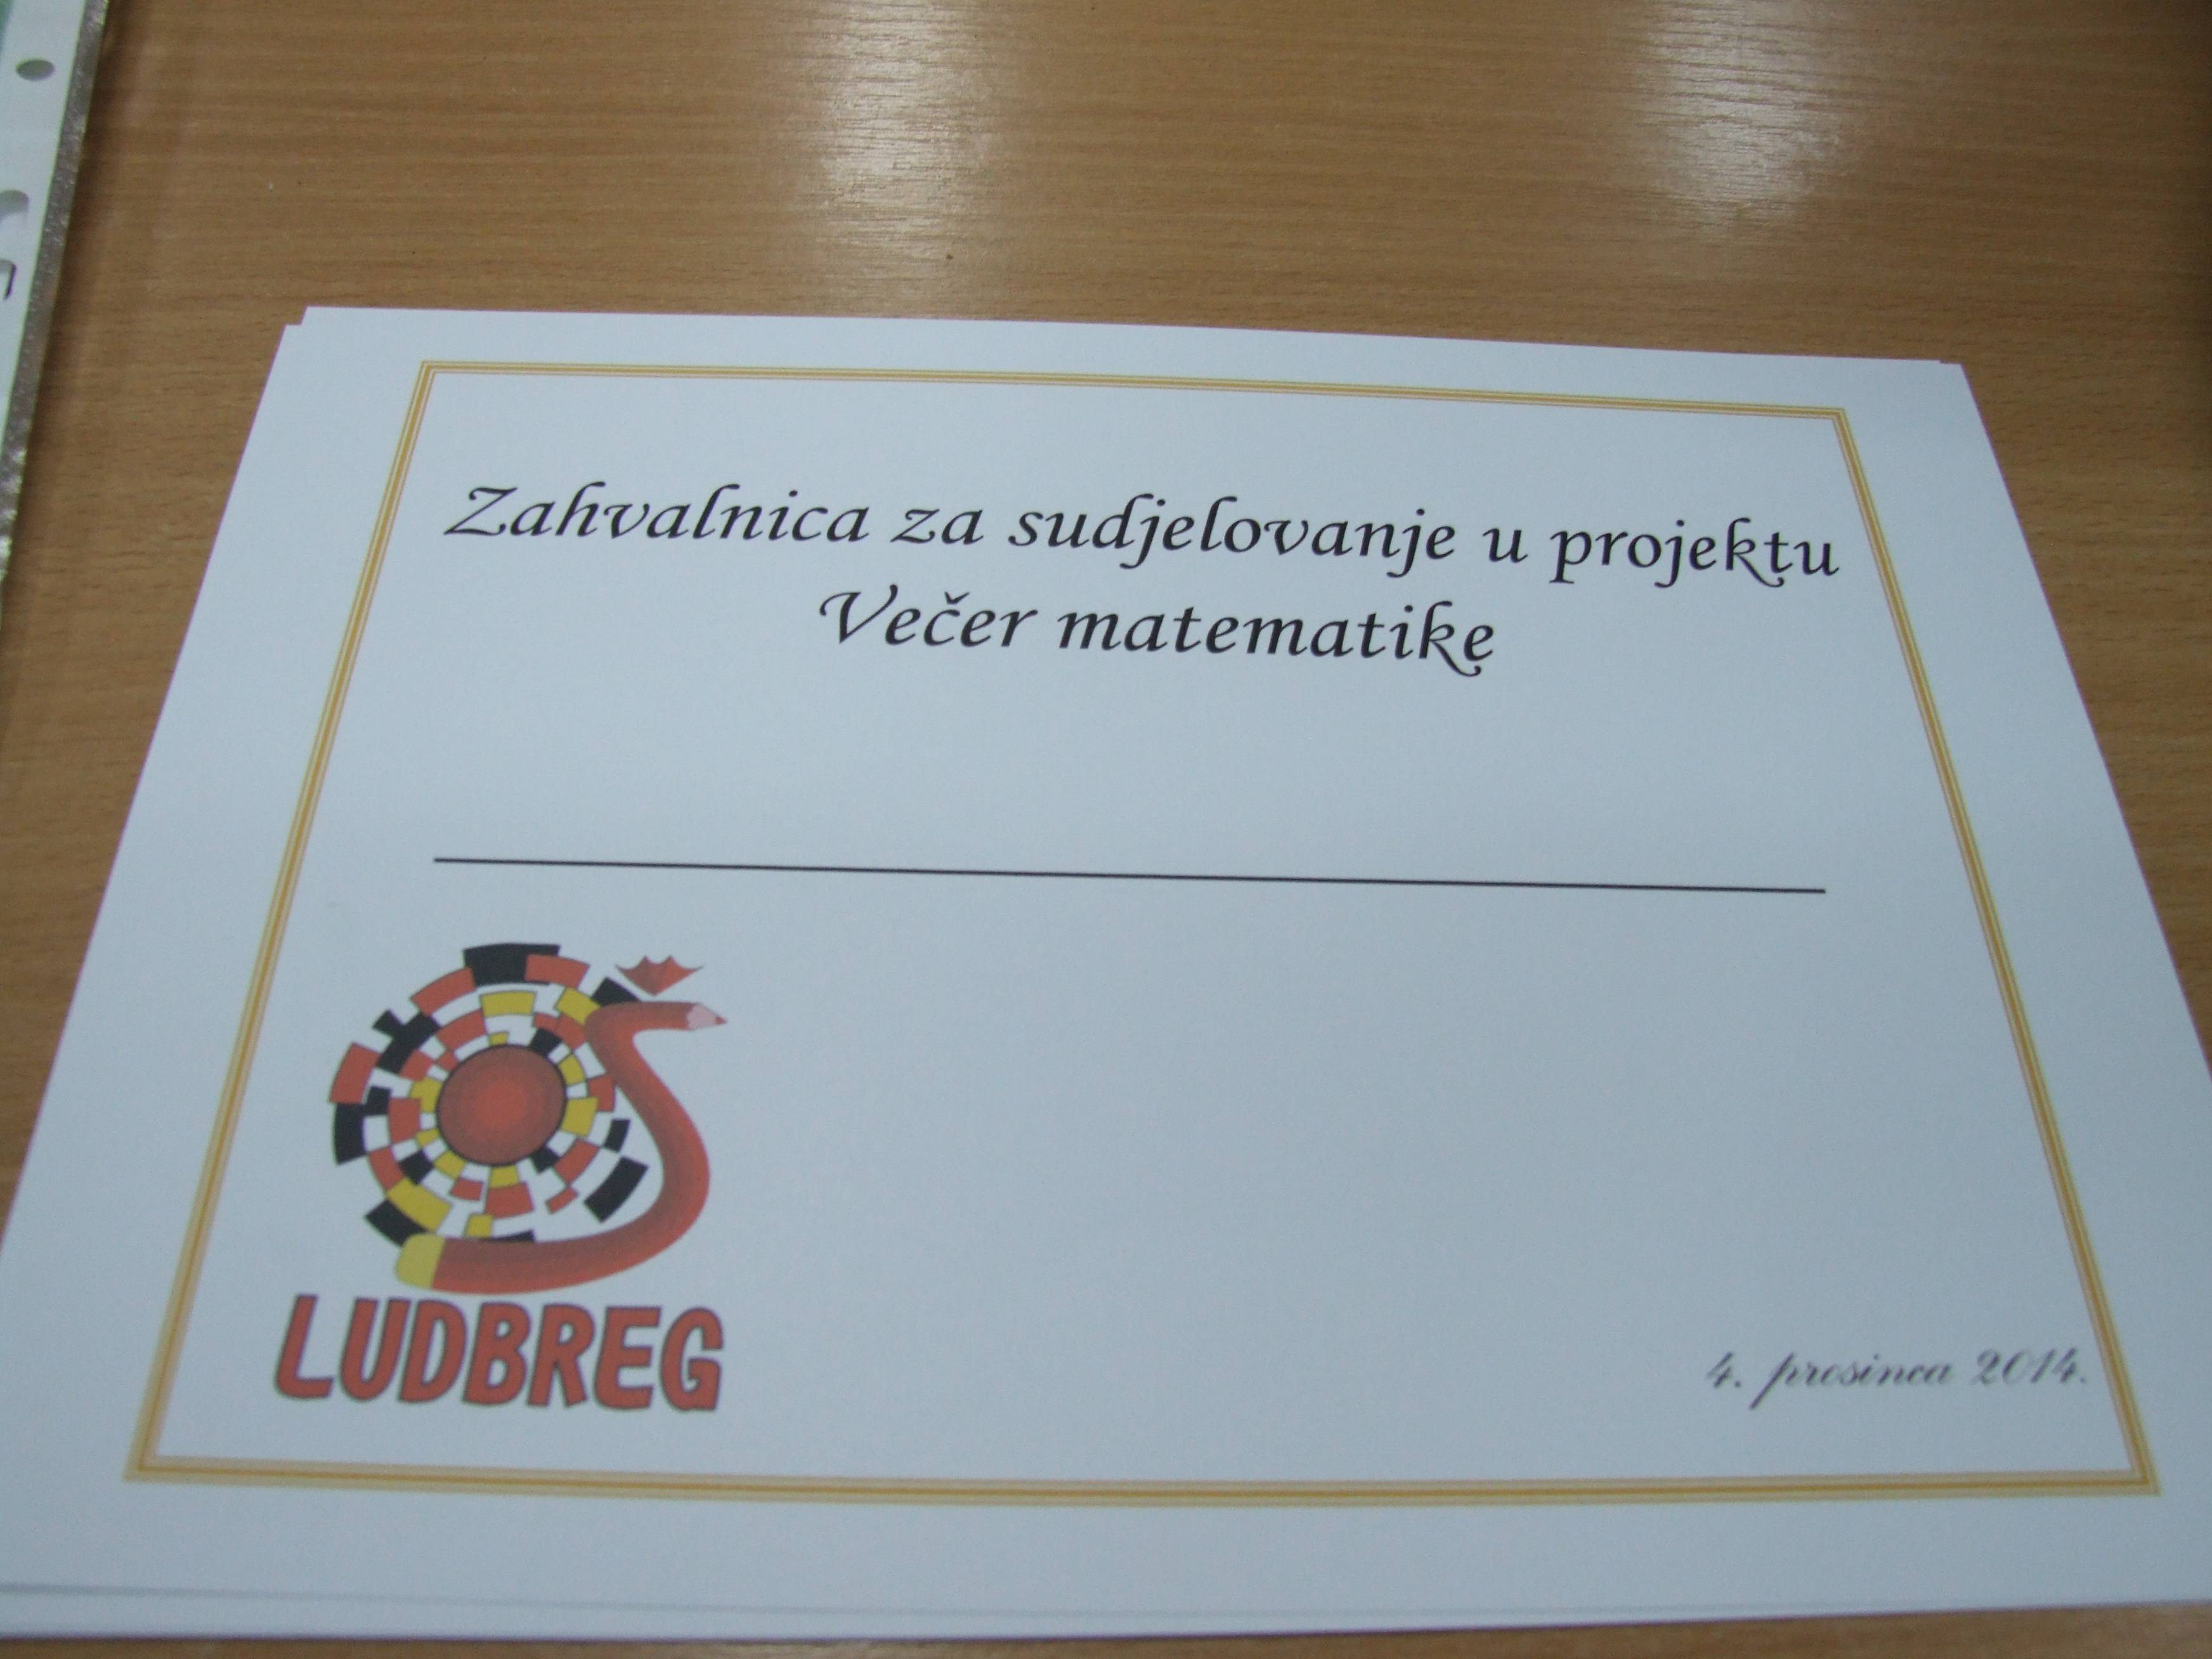 Zahvalnica za sudjelovanje u projektu
Večer matematike
LUDBREG
4. prosinca 2014.